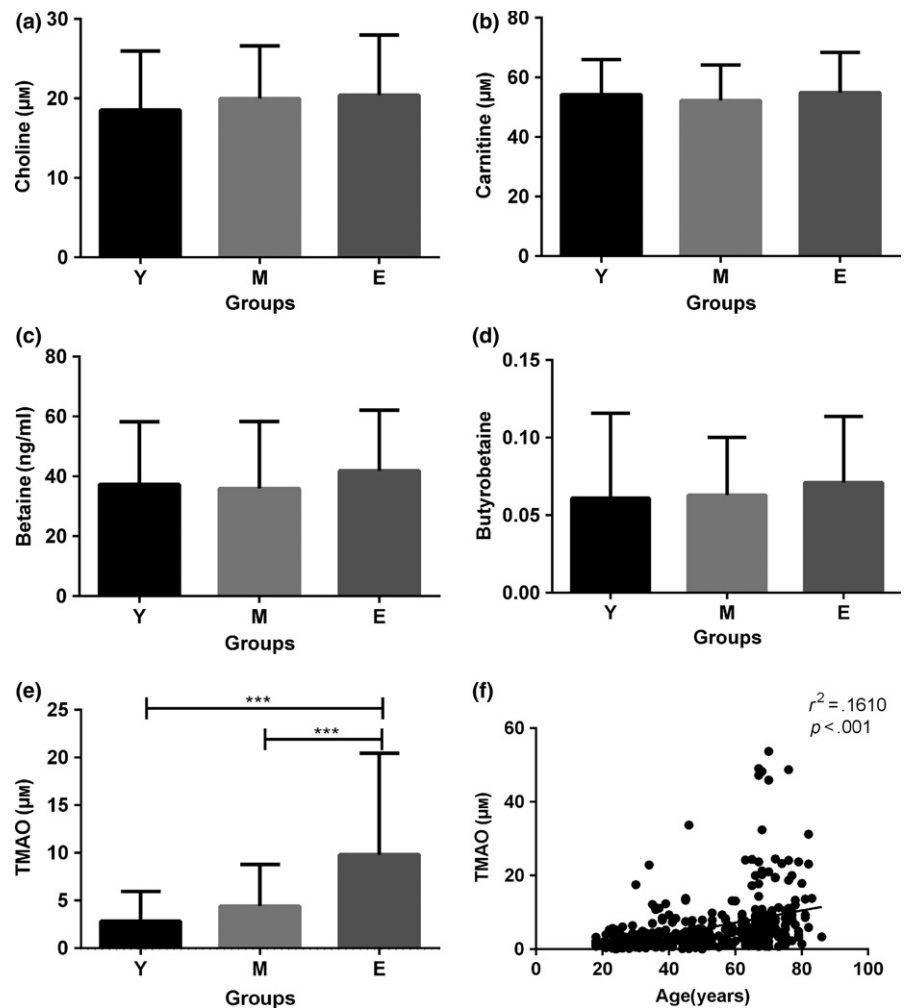 (a)
30
20
10
0
Choline (μM)
Y M E
Groups
(b)
80
60
40
20
0
Carnitine (μM)
Y M E
Groups
(c)
80
60
40
20
0
Betaine (ng/ml)
Y M E
Groups
(d)
0.15
0.10
0.05
0.00
Butyrobetaine
Y M E
Groups
(e)
25
20
15
10
5
0
TMAO (μM)
***
***
Y M E
Groups
(f)
r² = .1610
p < .001
60
40
20
0
TMAO (μM)
0 20 40 60 80 100
Age(years)